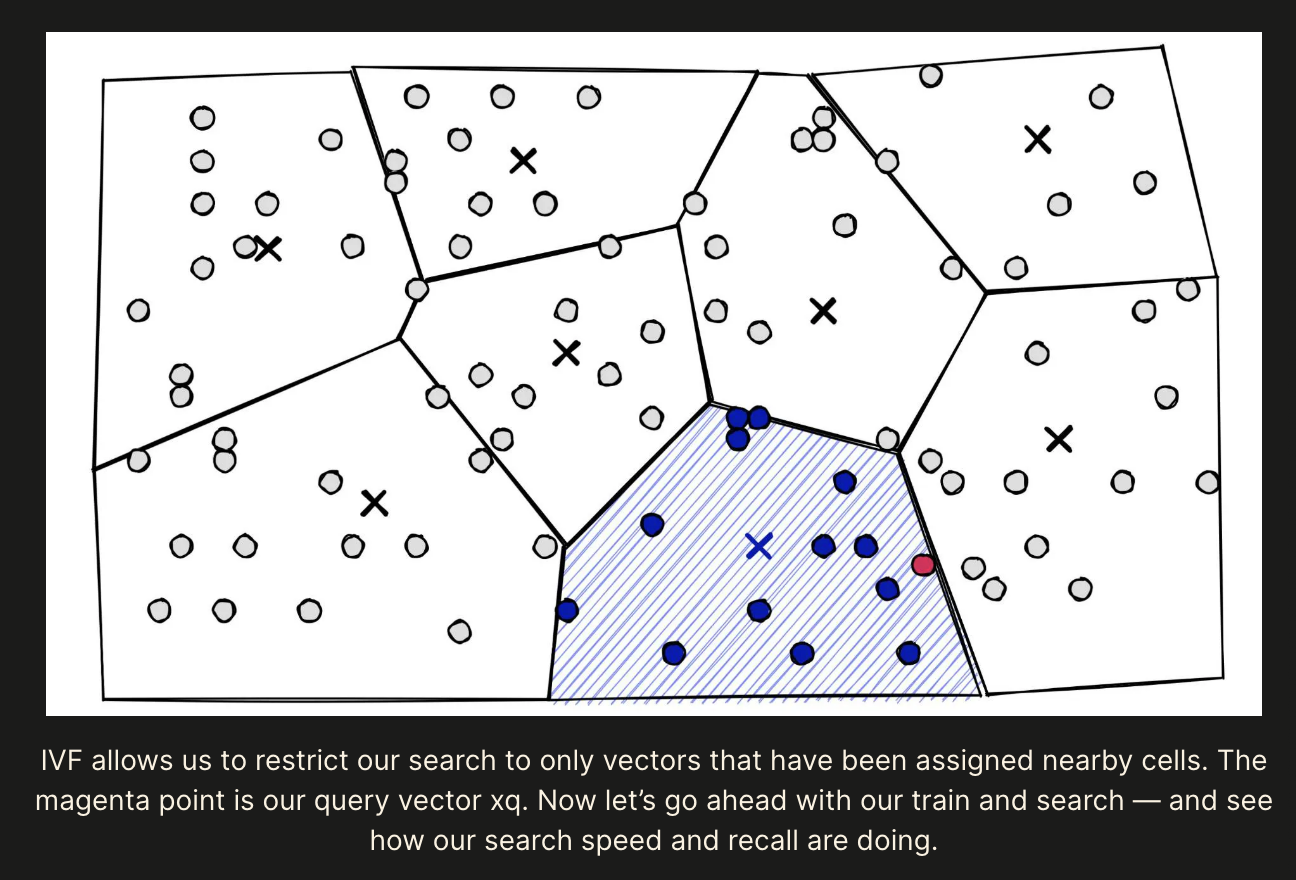 IVF allows us to restrict our search to only vectors that have been assigned nearby cells. The
magenta point is our query vector xq. Now let’s go ahead with our train and search — and see
how our search speed and recall are doing.